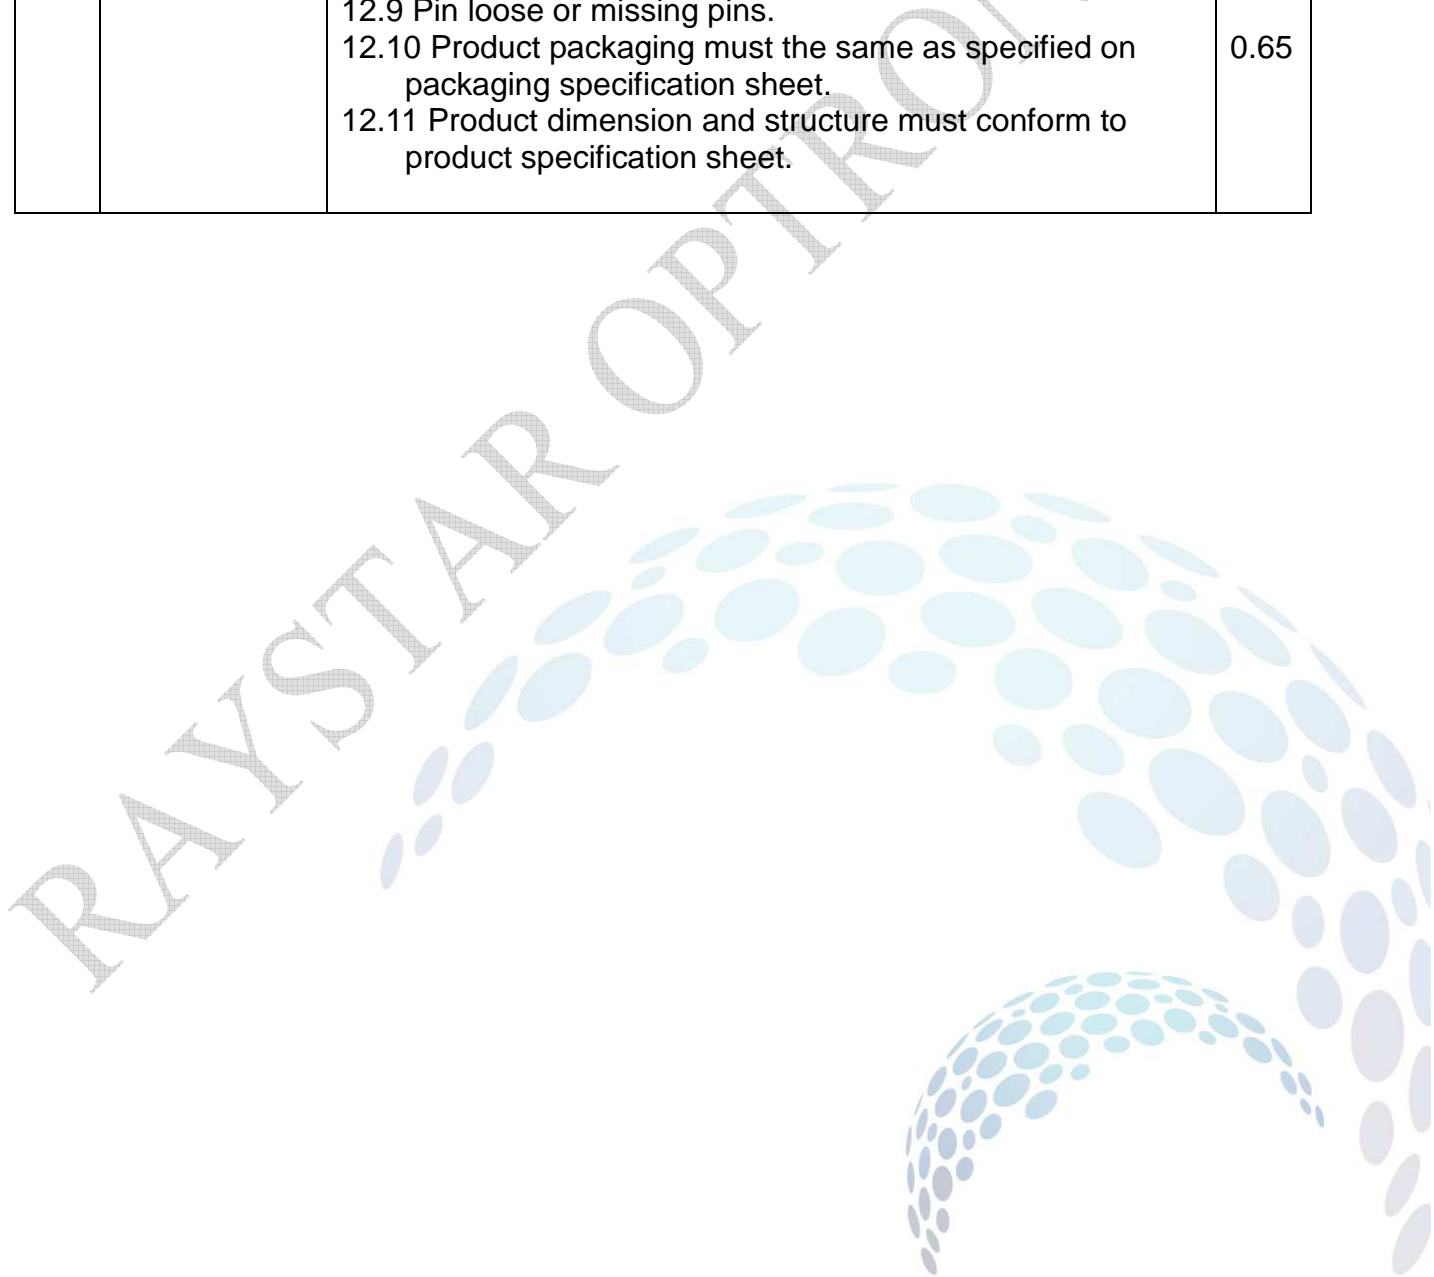 12.9 Pin loose or missing pins.
12.10 Product packaging must the same as specified on 0.65
packaging specification sheet.
12.11 Product dimension and structure must conform to
product specification sheet.
RAYSTAR OPTRO